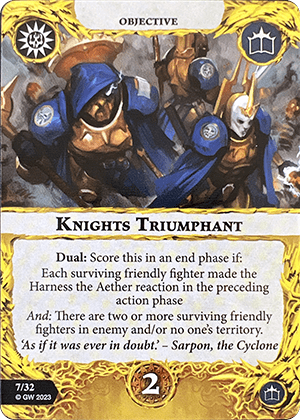 OBJECTIVE
KNIGHTS TRIUMPHANT
Dual: Score this in an end phase if:
Each surviving friendly fighter made the
Harness the Aether reaction in the preceding
action phase
And: There are two or more surviving friendly
fighters in enemy and/or no one's territory.
'As if it was ever in doubt.' – Sarpon, the Cyclone
7/32
© GW 2023
2